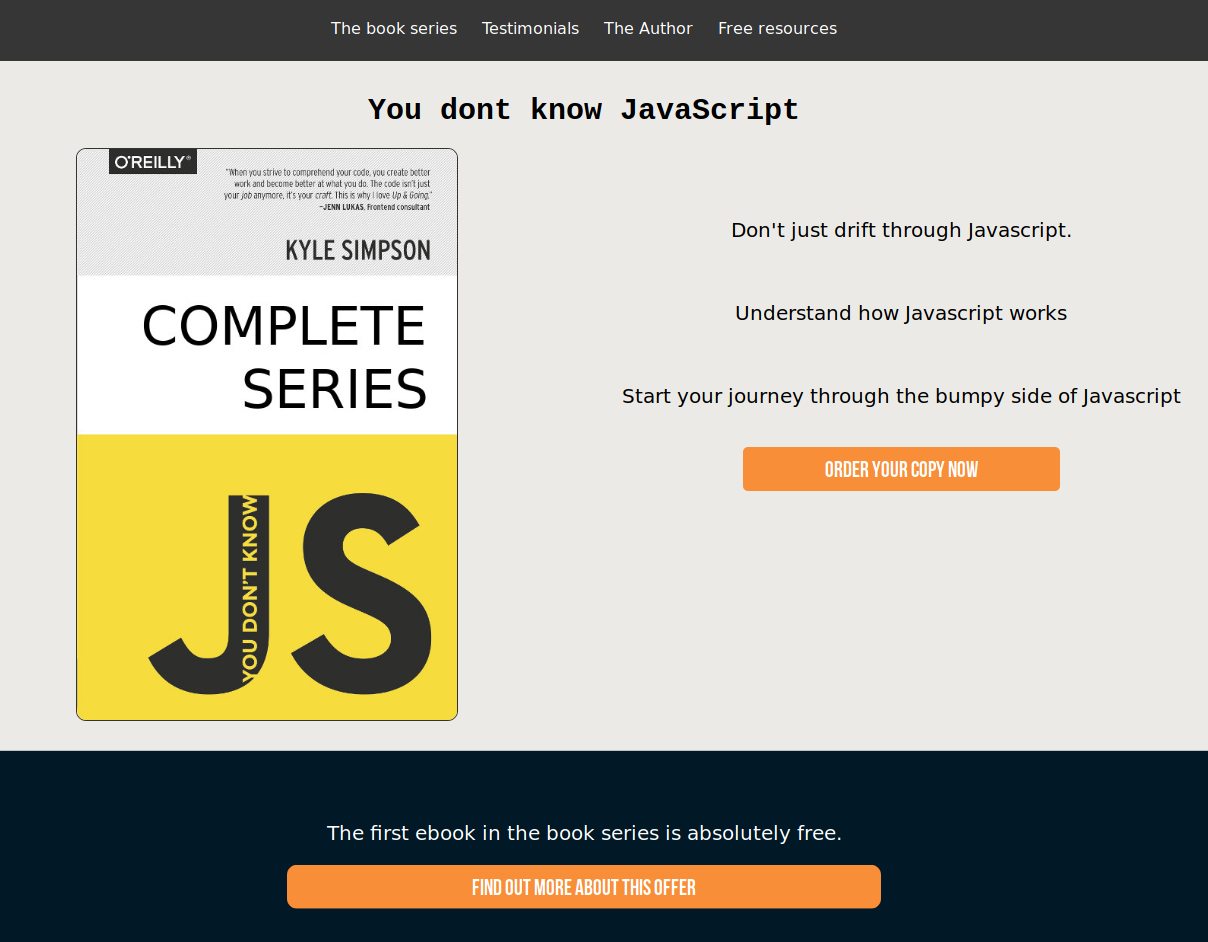 The book series Testimonials The Author Free resources
You dont know JavaScript
O'REILLY®
"When you strive to comprehend your code, you create better
work and become better at what you do. The code isn't just
your job anymore, it's your craft. This is why I love Up & Going."
–JENN LUKAS, Frontend consultant
KYLE SIMPSON
COMPLETE
SERIES
YOU DON'T KNOW
JS
Don't just drift through Javascript.
Understand how Javascript works
Start your journey through the bumpy side of Javascript
ORDER YOUR COPY NOW
The first ebook in the book series is absolutely free.
FIND OUT MORE ABOUT THIS OFFER